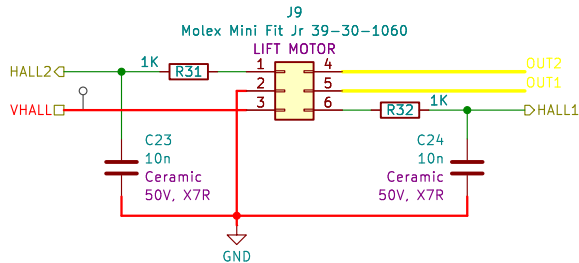 J9
Molex Mini Fit Jr 39-30-1060
LIFT MOTOR
HALL2 1K R31 1 4 OUT2
2 5 OUT1
VHALL 3 6 R32 1K HALL1
C23
10n
Ceramic
50V, X7R
C24
10n
Ceramic
50V, X7R
GND